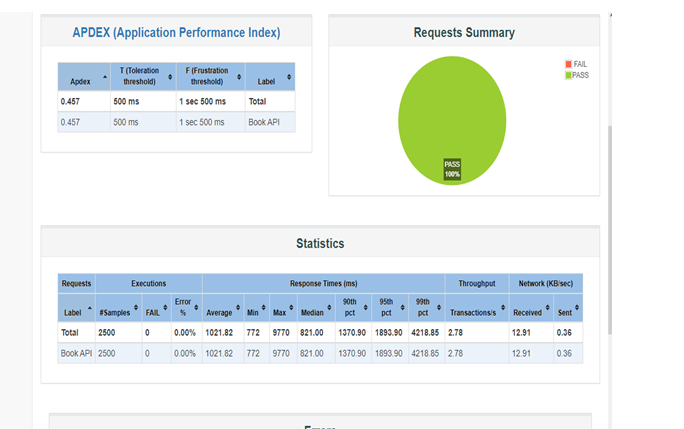 APDEX (Application Performance Index)
Apdex T (Toleration threshold) F (Frustration threshold) Label
0.457 500 ms 1 sec 500 ms Total
0.457 500 ms 1 sec 500 ms Book API
Requests Summary
FAIL
PASS
PASS
100%
Statistics
Requests Executions Response Times (ms) Throughput Network (KB/sec)
Label #Samples FAIL Error % Average Min Max Median 90th pct 95th pct 99th pct Transactions/s Received Sent
Total 2500 0 0.00% 1021.82 772 9770 821.00 1370.90 1893.90 4218.85 2.78 12.91 0.36
Book API 2500 0 0.00% 1021.82 772 9770 821.00 1370.90 1893.90 4218.85 2.78 12.91 0.36